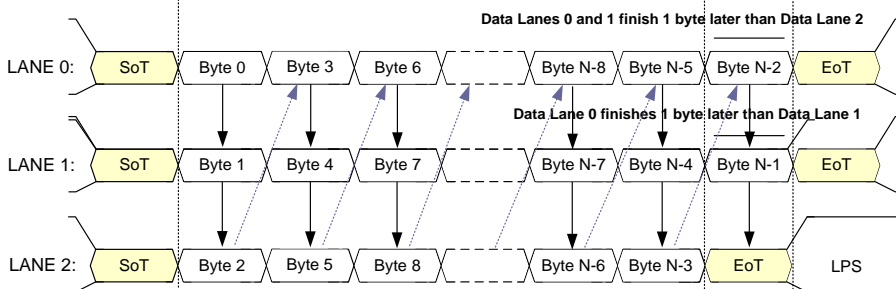 Data Lanes 0 and 1 finish 1 byte later than Data Lane 2
LANE 0: SoT Byte 0 Byte 3 Byte 6 Byte N-8 Byte N-5 Byte N-2 EoT
Data Lane 0 finishes 1 byte later than Data Lane 1
LANE 1: SoT Byte 1 Byte 4 Byte 7 Byte N-7 Byte N-4 Byte N-1 EoT
LANE 2: SoT Byte 2 Byte 5 Byte 8 Byte N-6 Byte N-3 EoT LPS